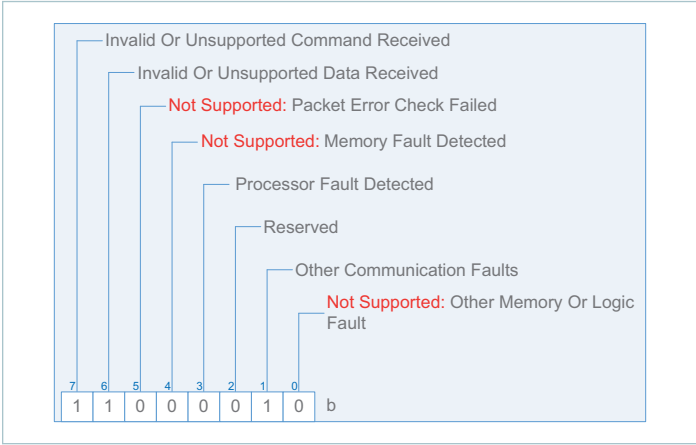 Invalid Or Unsupported Command Received
Invalid Or Unsupported Data Received
Not Supported: Packet Error Check Failed
Not Supported: Memory Fault Detected
Processor Fault Detected
Reserved
Other Communication Faults
Not Supported: Other Memory Or Logic
Fault
7 6 5 4 3 2 1 0
1 1 0 0 0 0 1 0 b